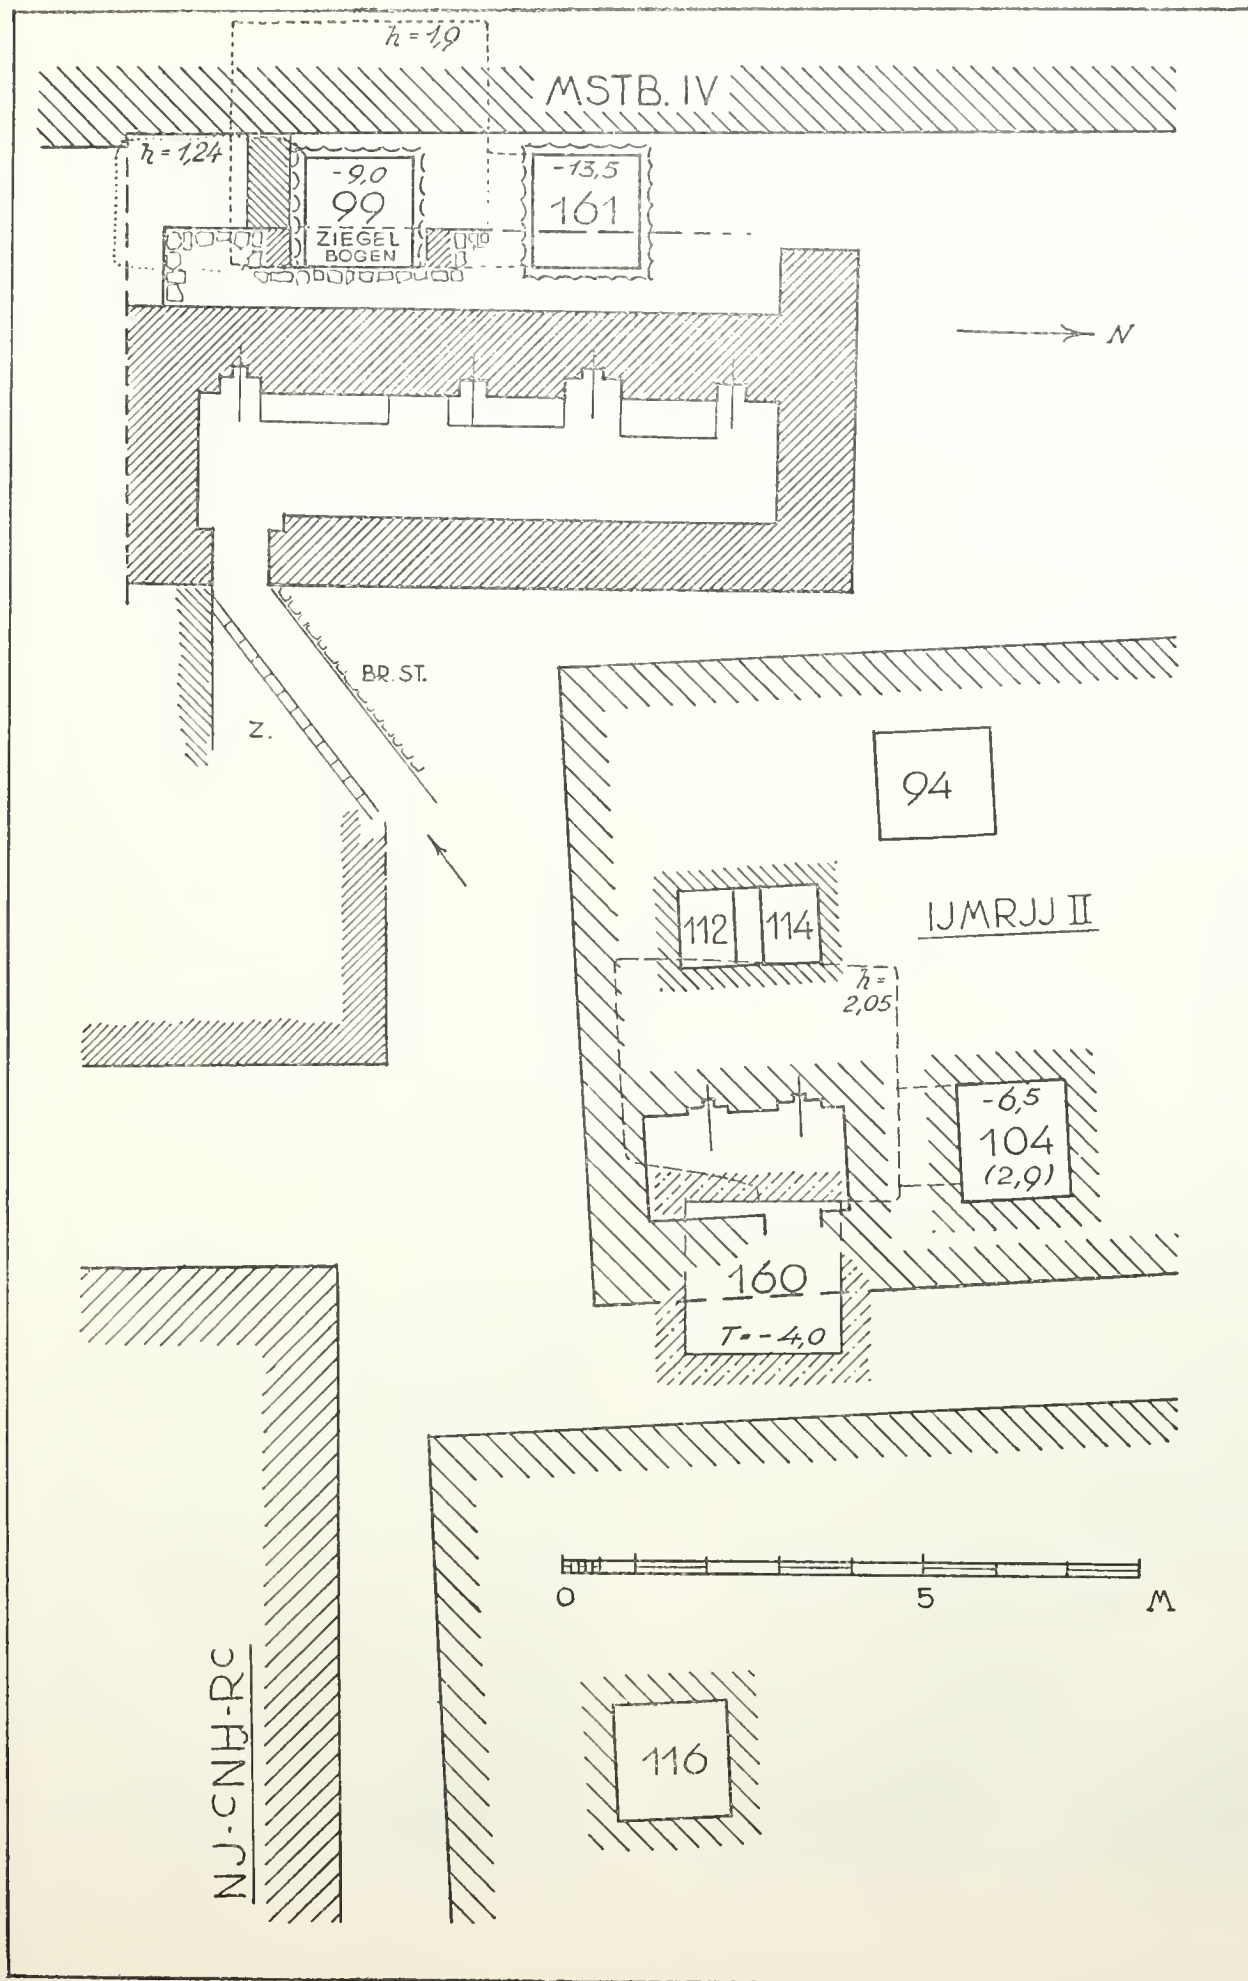 h = 1,9
MSTB. IV
h = 1,24
-9,0
99
ZIEGEL
BOGEN
-13,5
161
N
BR. ST.
Z.
94
112
114
IJMRJJ II
h =
2,05
-6,5
104
(2,9)
160
T = - 4,0
0
5
M
NJ-CNH-RC
116